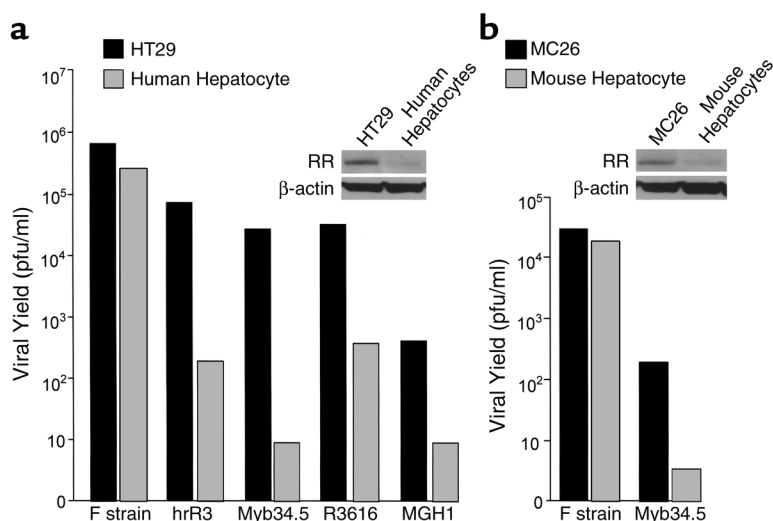 a
HT29
Human Hepatocyte
HT29
Human
Hepatocytes
RR
β-actin
Viral Yield (pfu/ml)
10⁷
10⁶
10⁵
10⁴
10³
10²
10
0
F strain hrR3 Myb34.5 R3616 MGH1
b
MC26
Mouse Hepatocyte
MC26
Mouse
Hepatocytes
RR
β-actin
Viral Yield (pfu/ml)
10⁵
10⁴
10³
10²
10
0
F strain Myb34.5